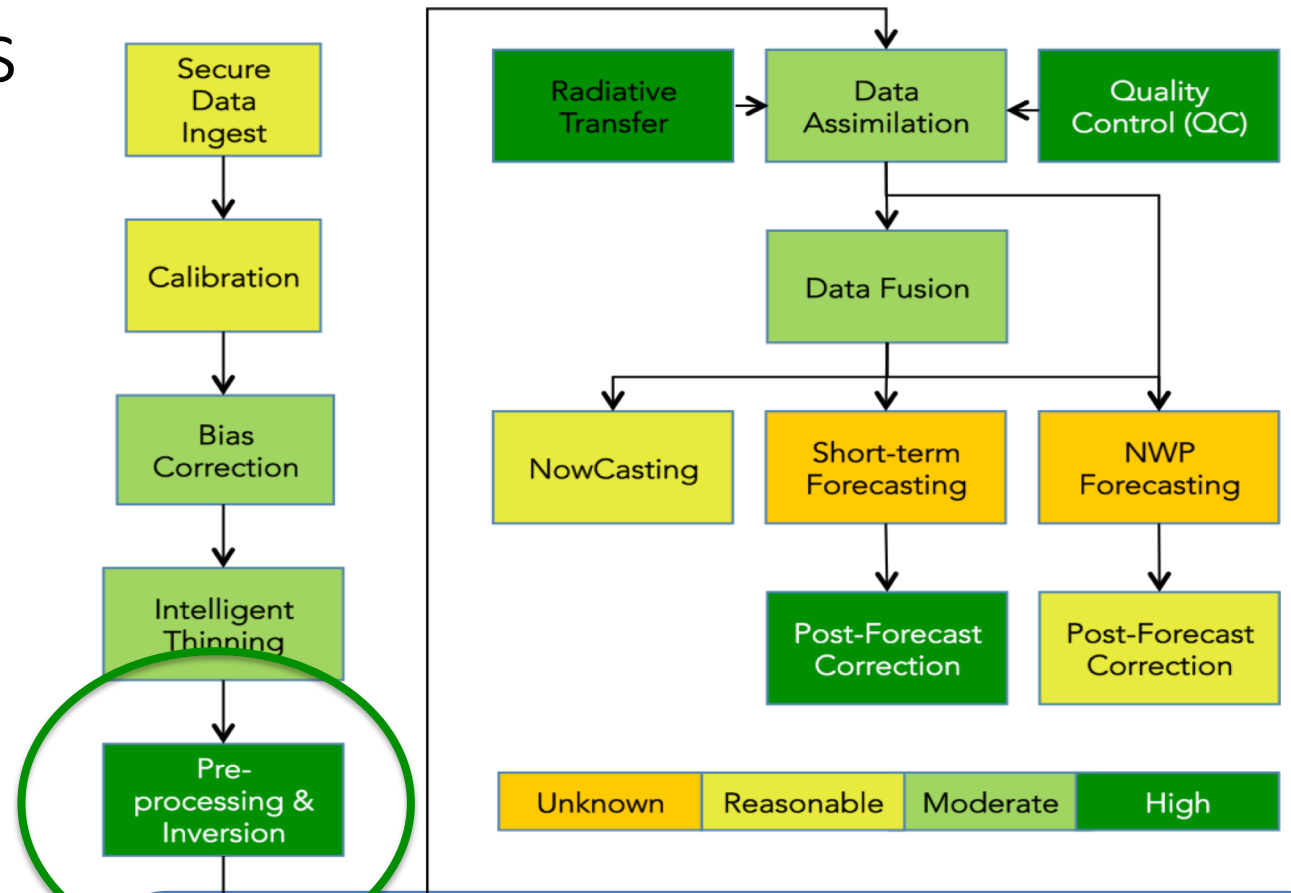 S
Secure
Data
Ingest
Calibration
Bias
Correction
Intelligent
Thinning
Pre-
processing &
Inversion
Radiative
Transfer
Data
Assimilation
Quality
Control (QC)
Data Fusion
NowCasting
Short-term
Forecasting
NWP
Forecasting
Post-Forecast
Correction
Post-Forecast
Correction
Unknown
Reasonable
Moderate
High